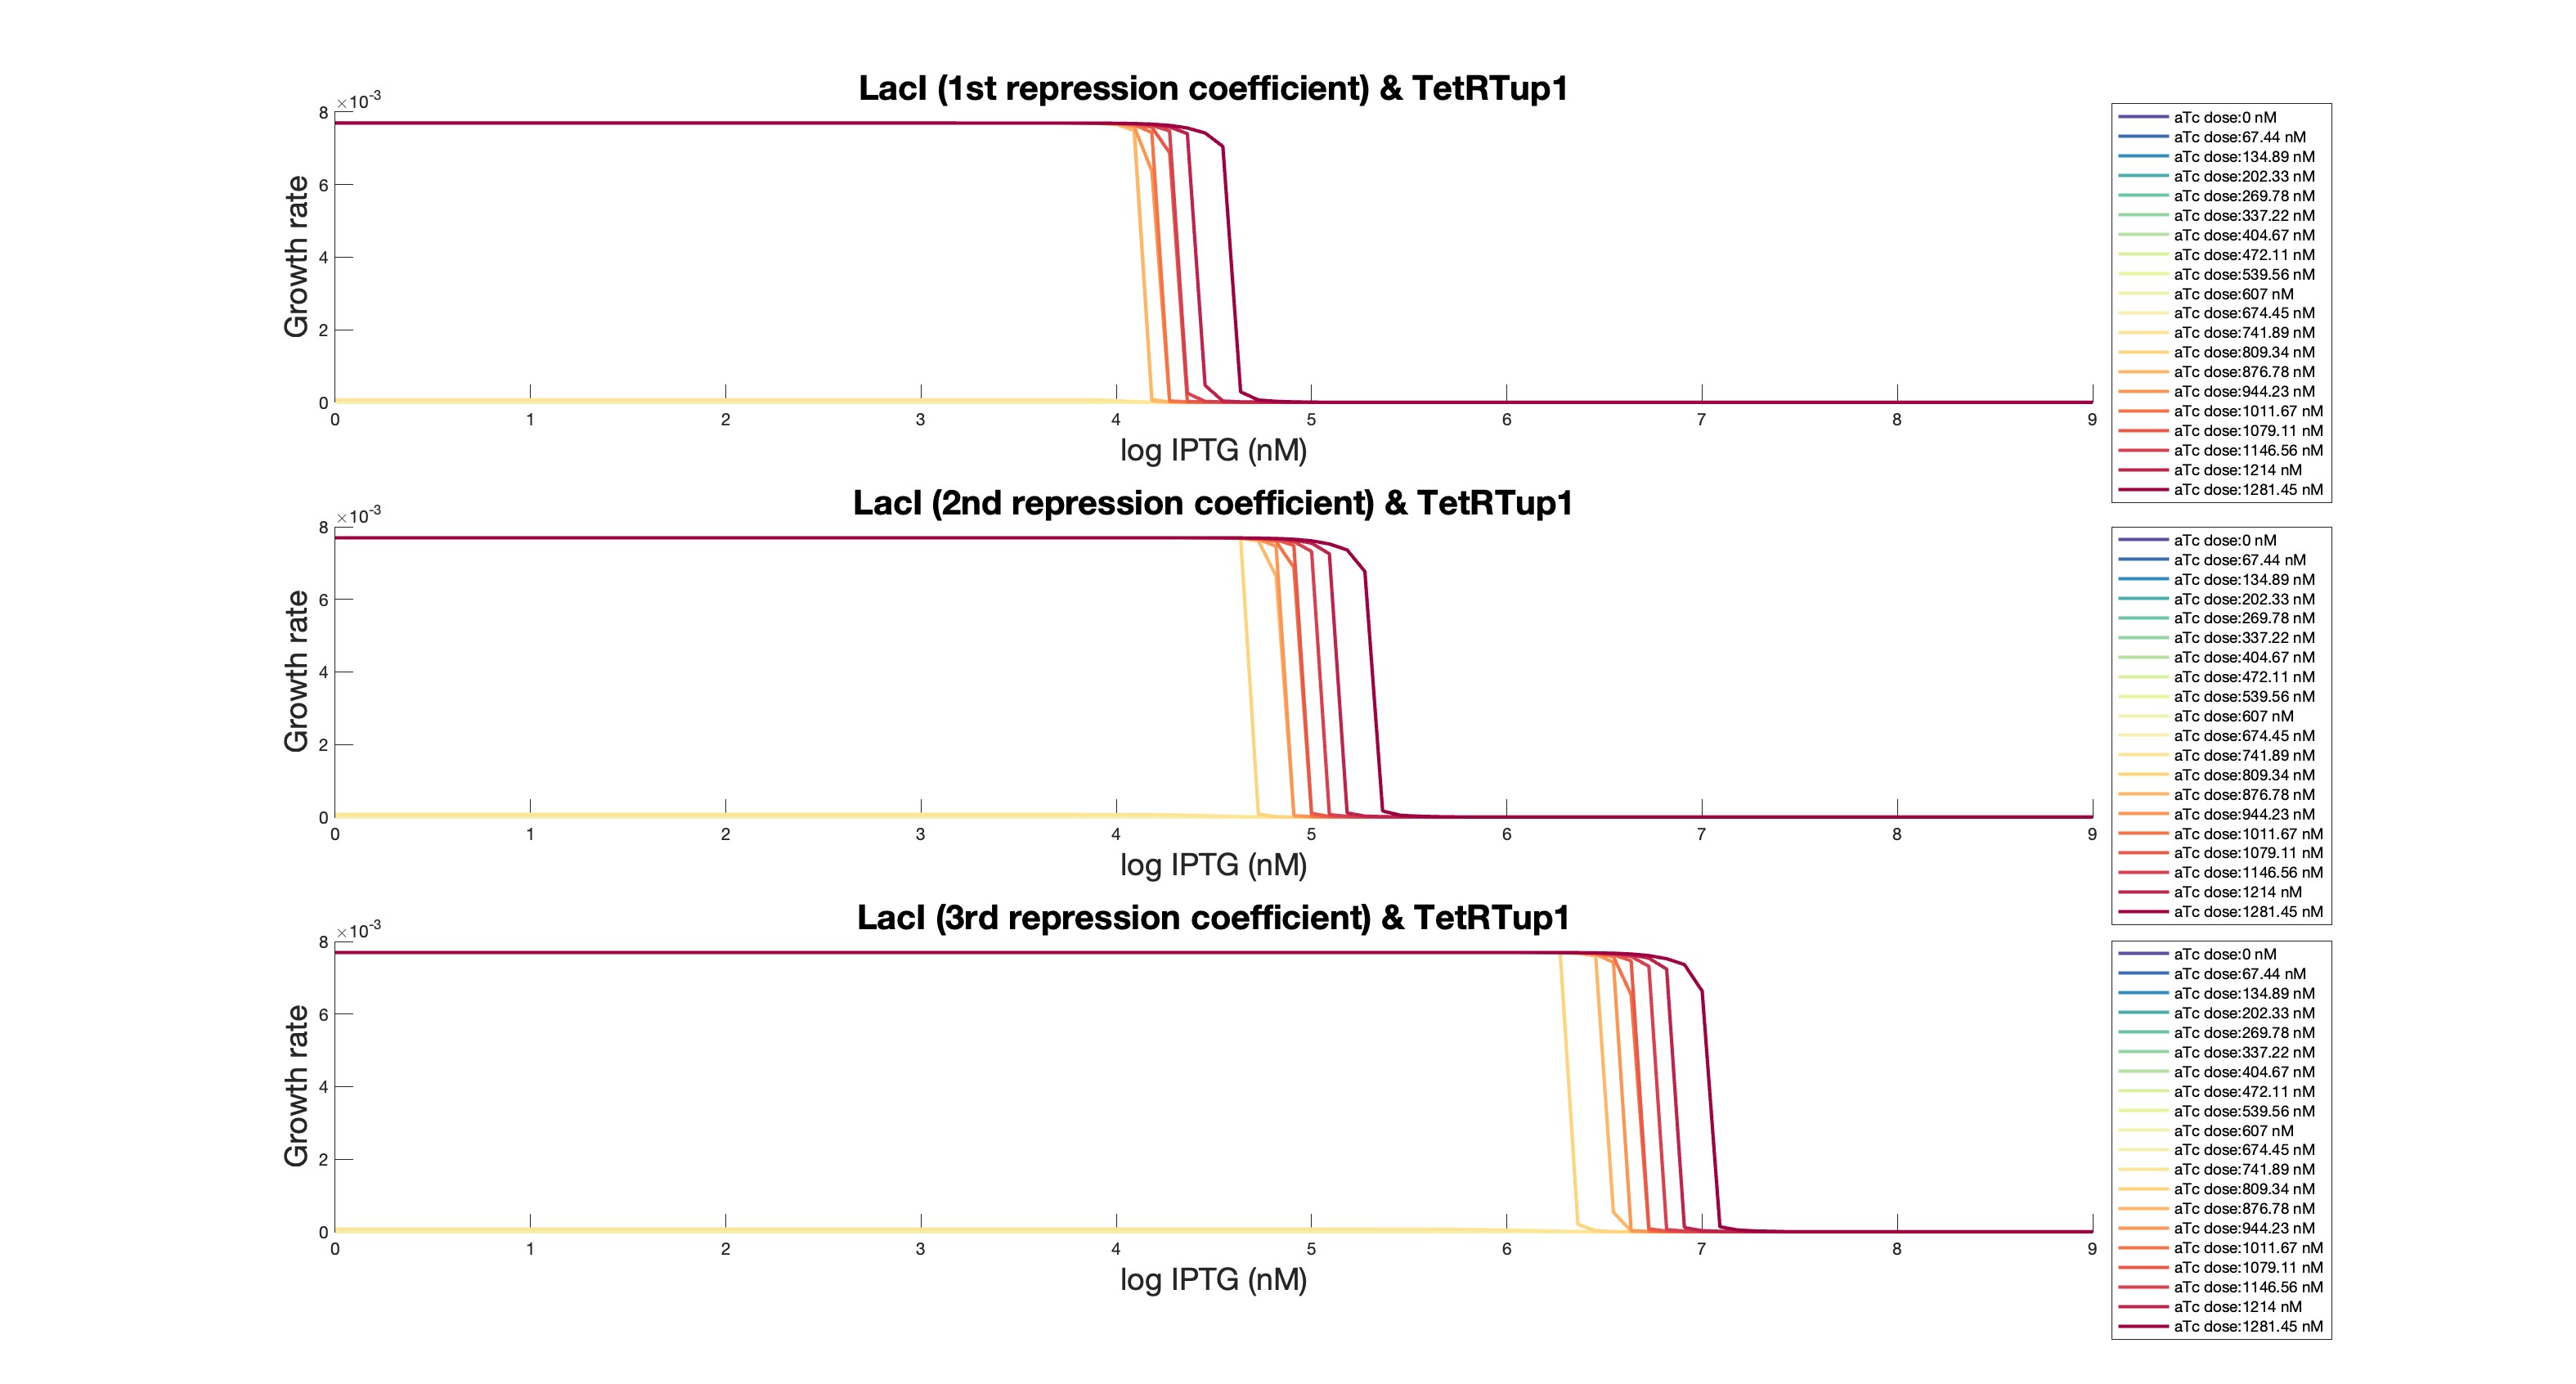 LacI (1st repression coefficient) & TetRTup1
×10-3
8
6
4
2
0
Growth rate
0 1 2 3 4 5 6 7 8 9
log IPTG (nM)
aTc dose:0 nM
aTc dose:67.44 nM
aTc dose:134.89 nM
aTc dose:202.33 nM
aTc dose:269.78 nM
aTc dose:337.22 nM
aTc dose:404.67 nM
aTc dose:472.11 nM
aTc dose:539.56 nM
aTc dose:607 nM
aTc dose:674.45 nM
aTc dose:741.89 nM
aTc dose:809.34 nM
aTc dose:876.78 nM
aTc dose:944.23 nM
aTc dose:1011.67 nM
aTc dose:1079.11 nM
aTc dose:1146.56 nM
aTc dose:1214 nM
aTc dose:1281.45 nM
LacI (2nd repression coefficient) & TetRTup1
×10-3
8
6
4
2
0
Growth rate
0 1 2 3 4 5 6 7 8 9
log IPTG (nM)
aTc dose:0 nM
aTc dose:67.44 nM
aTc dose:134.89 nM
aTc dose:202.33 nM
aTc dose:269.78 nM
aTc dose:337.22 nM
aTc dose:404.67 nM
aTc dose:472.11 nM
aTc dose:539.56 nM
aTc dose:607 nM
aTc dose:674.45 nM
aTc dose:741.89 nM
aTc dose:809.34 nM
aTc dose:876.78 nM
aTc dose:944.23 nM
aTc dose:1011.67 nM
aTc dose:1079.11 nM
aTc dose:1146.56 nM
aTc dose:1214 nM
aTc dose:1281.45 nM
LacI (3rd repression coefficient) & TetRTup1
×10-3
8
6
4
2
0
Growth rate
0 1 2 3 4 5 6 7 8 9
log IPTG (nM)
aTc dose:0 nM
aTc dose:67.44 nM
aTc dose:134.89 nM
aTc dose:202.33 nM
aTc dose:269.78 nM
aTc dose:337.22 nM
aTc dose:404.67 nM
aTc dose:472.11 nM
aTc dose:539.56 nM
aTc dose:607 nM
aTc dose:674.45 nM
aTc dose:741.89 nM
aTc dose:809.34 nM
aTc dose:876.78 nM
aTc dose:944.23 nM
aTc dose:1011.67 nM
aTc dose:1079.11 nM
aTc dose:1146.56 nM
aTc dose:1214 nM
aTc dose:1281.45 nM